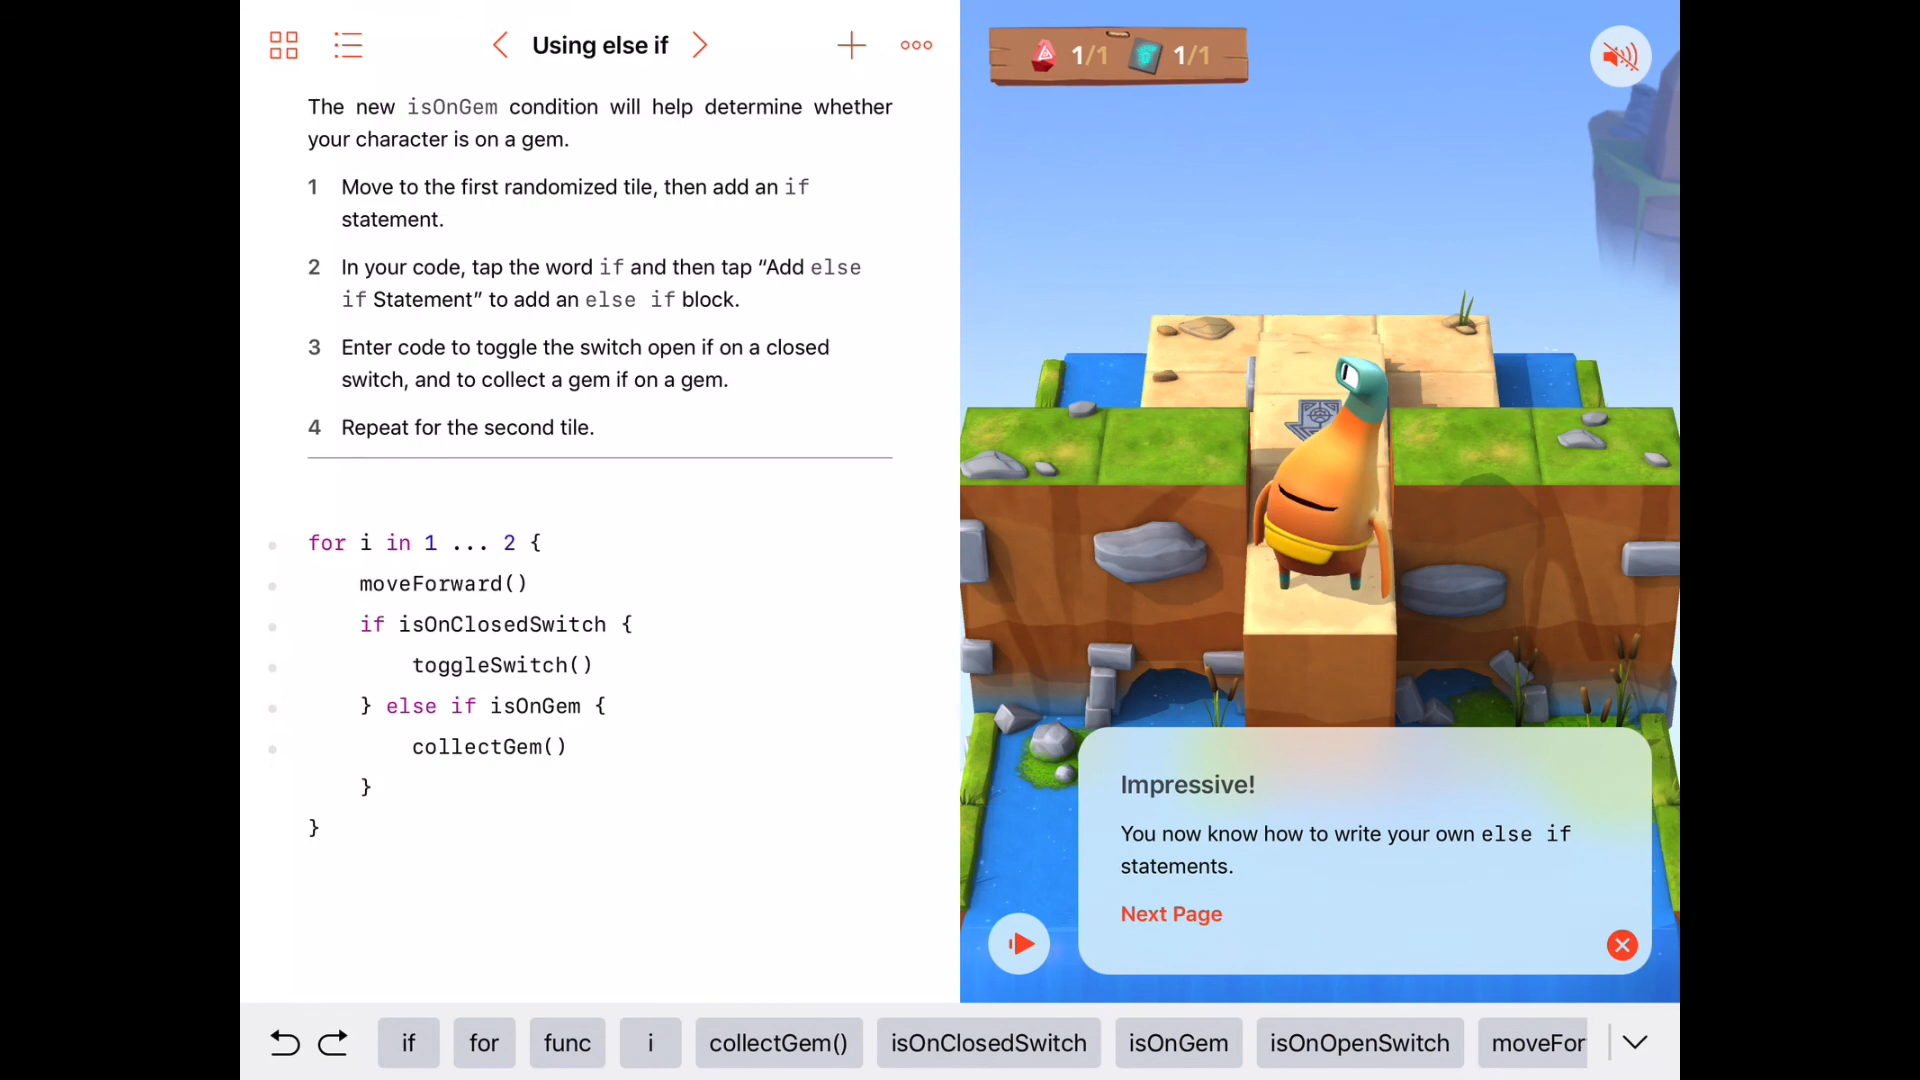 Using else if
The new isOnGem condition will help determine whether
your character is on a gem.
1 Move to the first randomized tile, then add an if
statement.
2 In your code, tap the word if and then tap “Add else
if Statement” to add an else if block.
3 Enter code to toggle the switch open if on a closed
switch, and to collect a gem if on a gem.
4 Repeat for the second tile.
for i in 1 ... 2 {
moveForward()
if isOnClosedSwitch {
toggleSwitch()
} else if isOnGem {
collectGem()
}
}
1/1 1/1
Impressive!
You now know how to write your own else if
statements.
Next Page
if for func i collectGem() isOnClosedSwitch isOnGem isOnOpenSwitch moveFor